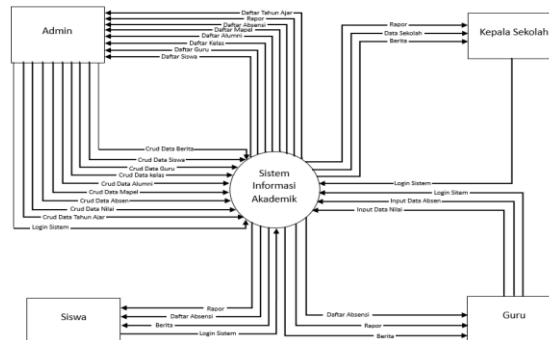 Daftar Tahun Ajar
Rapor
Daftar Absensi
Daftar Mapel
Daftar Alumni
Daftar Kelas
Daftar Guru
Daftar Siswa
Admin
Rapor
Data Sekolah
Berita
Kepala Sekolah
Crud Data Berita
Crud Data Siswa
Crud Data Guru
Crud Data kelas
Crud Data Alumni
Crud Data Mapel
Crud Data Absen
Crud Data Nilai
Crud Data Tahun Ajar
Login Sistem
Sistem
Informasi
Akademik
Login Sistem
Login Sitem
Input Data Absen
Input Data Nilai
Siswa
Rapor
Daftar Absensi
Berita
Login Sistem
Daftar Absensi
Rapor
Berita
Guru